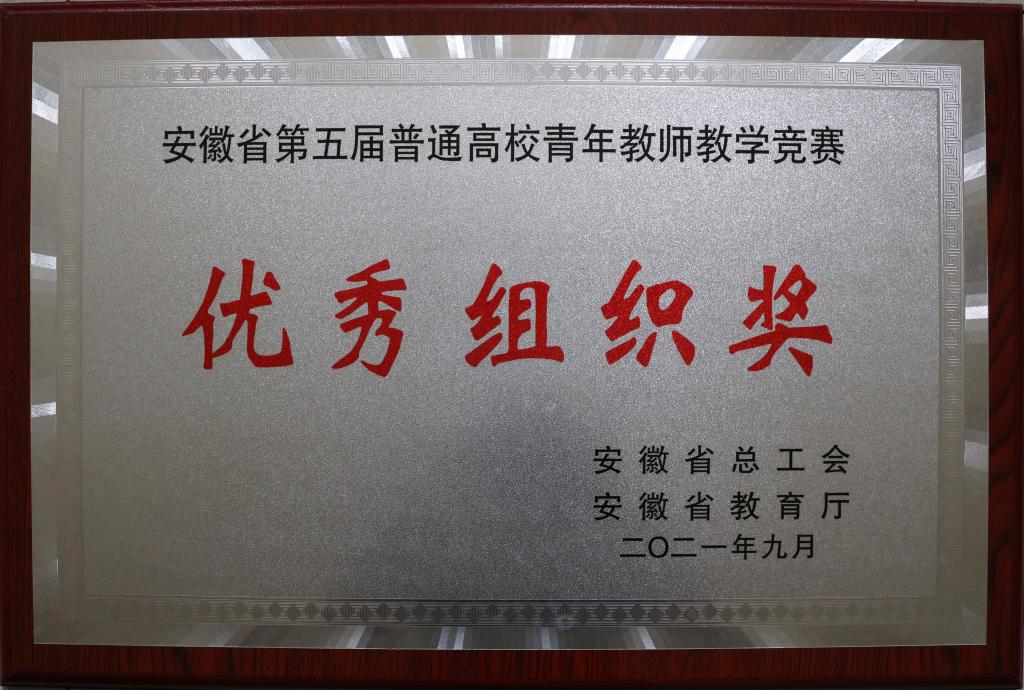 安徽省第五届普通高校青年教师教学竞赛
优秀组织奖
安徽省总工会
安徽省教育厅
二〇二一年九月